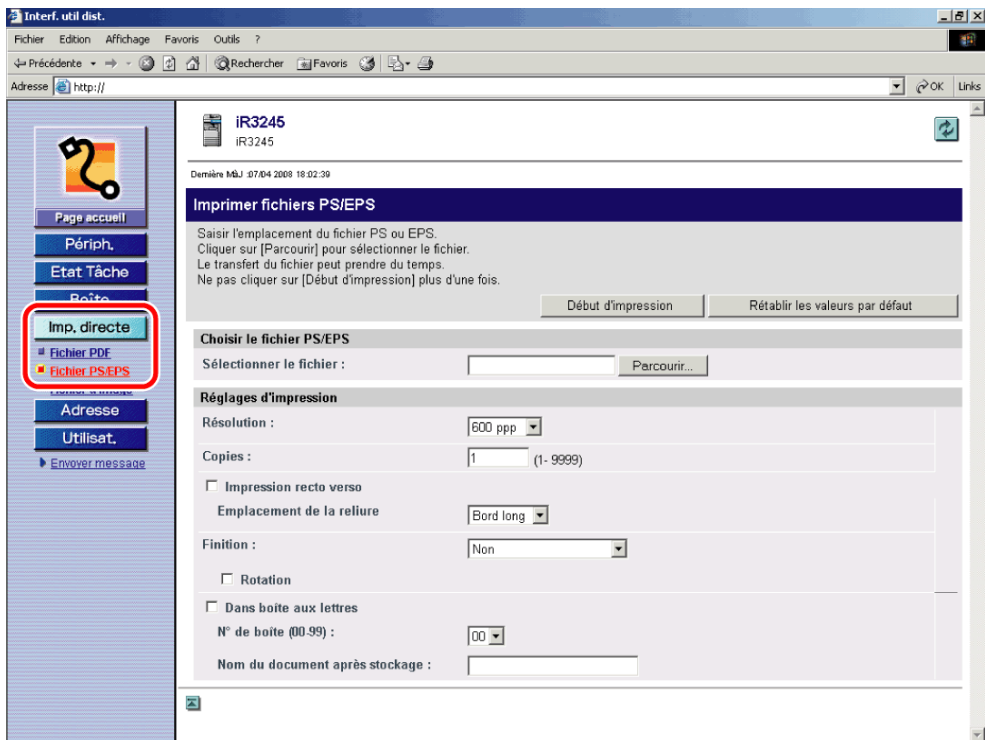 Interf. util dist.
Fichier Edition Affichage Favoris Outils ?
Précédente Rechercher Favoris
Adresse http:// OK Links
iR3245
iR3245
Dernière MàJ :07/04 2008 18:02:39
Page accueil
Périph.
Etat Tâche
Boîte
Imp. directe
Fichier PDF
Fichier PS/EPS
Fichier d'image
Adresse
Utilisat.
Envoyer message
Imprimer fichiers PS/EPS
Saisir l'emplacement du fichier PS ou EPS.
Cliquer sur [Parcourir] pour sélectionner le fichier.
Le transfert du fichier peut prendre du temps.
Ne pas cliquer sur [Début d'impression] plus d'une fois.
Début d'impression Rétablir les valeurs par défaut
Choisir le fichier PS/EPS
Sélectionner le fichier : Parcourir...
Réglages d'impression
Résolution : 600 ppp
Copies : 1 (1- 9999)
Impression recto verso
Emplacement de la reliure Bord long
Finition : Non
Rotation
Dans boîte aux lettres
N° de boîte (00-99) : 00
Nom du document après stockage :